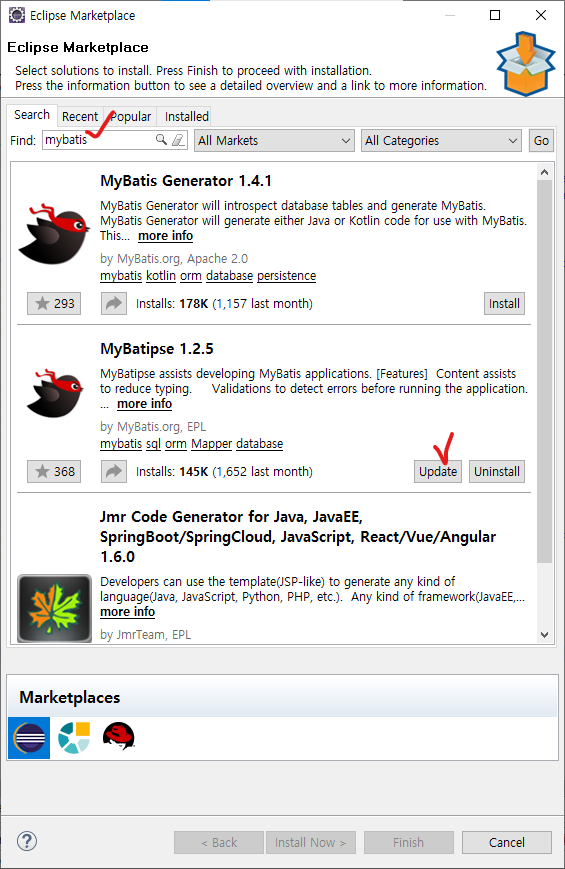 Eclipse Marketplace
Eclipse Marketplace
Select solutions to install. Press Finish to proceed with installation.
Press the information button to see a detailed overview and a link to more information.
Search Recent Popular Installed
Find: mybatis All Markets All Categories Go
MyBatis Generator 1.4.1
MyBatis Generator will introspect database tables and generate MyBatis.
MyBatis Generator will generate either Java or Kotlin code for use with MyBatis.
This... more info
by MyBatis.org, Apache 2.0
mybatis kotlin orm database persistence
293 Installs: 178K (1,157 last month) Install
MyBatipse 1.2.5
MyBatipse assists developing MyBatis applications. [Features] Content assists
to reduce typing. Validations to detect errors before running the application.
... more info
by MyBatis.org, EPL
mybatis sql orm Mapper database
368 Installs: 145K (1,652 last month) Update Uninstall
Jmr Code Generator for Java, JavaEE,
SpringBoot/SpringCloud, JavaScript, React/Vue/Angular
1.6.0
Developers can use the template(JSP-like) to generate any kind of
language(Java, JavaScript, Python, PHP, etc.). Any kind of framework(JavaEE,...
more info
by JmrTeam, EPL
Marketplaces
? < Back Install Now > Finish Cancel